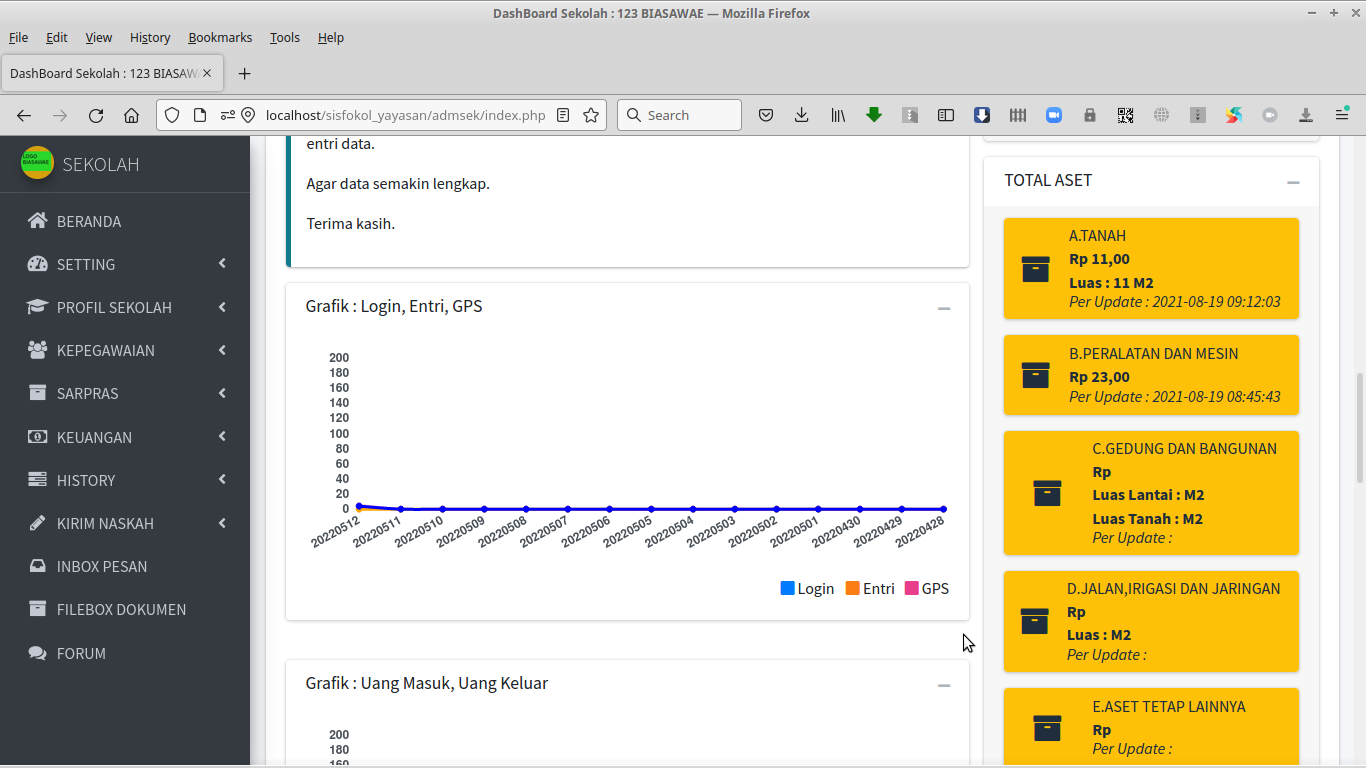 DashBoard Sekolah : 123 BIASAWAE — Mozilla Firefox
File Edit View History Bookmarks Tools Help
DashBoard Sekolah : 123 BIASAW
localhost/sisfokol_yayasan/admsek/index.php
Search
LOGO
BIASAWAE
SEKOLAH
BERANDA
SETTING
PROFIL SEKOLAH
KEPEGAWAIAN
SARPRAS
KEUANGAN
HISTORY
KIRIM NASKAH
INBOX PESAN
FILEBOX DOKUMEN
FORUM
entri data.
Agar data semakin lengkap.
Terima kasih.
Grafik : Login, Entri, GPS
200
180
160
140
120
100
80
60
40
20
0
20220512 20220511 20220510 20220509 20220508 20220507 20220506 20220505 20220504 20220503 20220502 20220501 20220430 20220429 20220428
Login Entri GPS
Grafik : Uang Masuk, Uang Keluar
200
180
160
TOTAL ASET
A.TANAH
Rp 11,00
Luas : 11 M2
Per Update : 2021-08-19 09:12:03
B.PERALATAN DAN MESIN
Rp 23,00
Per Update : 2021-08-19 08:45:43
C.GEDUNG DAN BANGUNAN
Rp
Luas Lantai : M2
Luas Tanah : M2
Per Update :
D.JALAN,IRIGASI DAN JARINGAN
Rp
Luas : M2
Per Update :
E.ASET TETAP LAINNYA
Rp
Per Update :